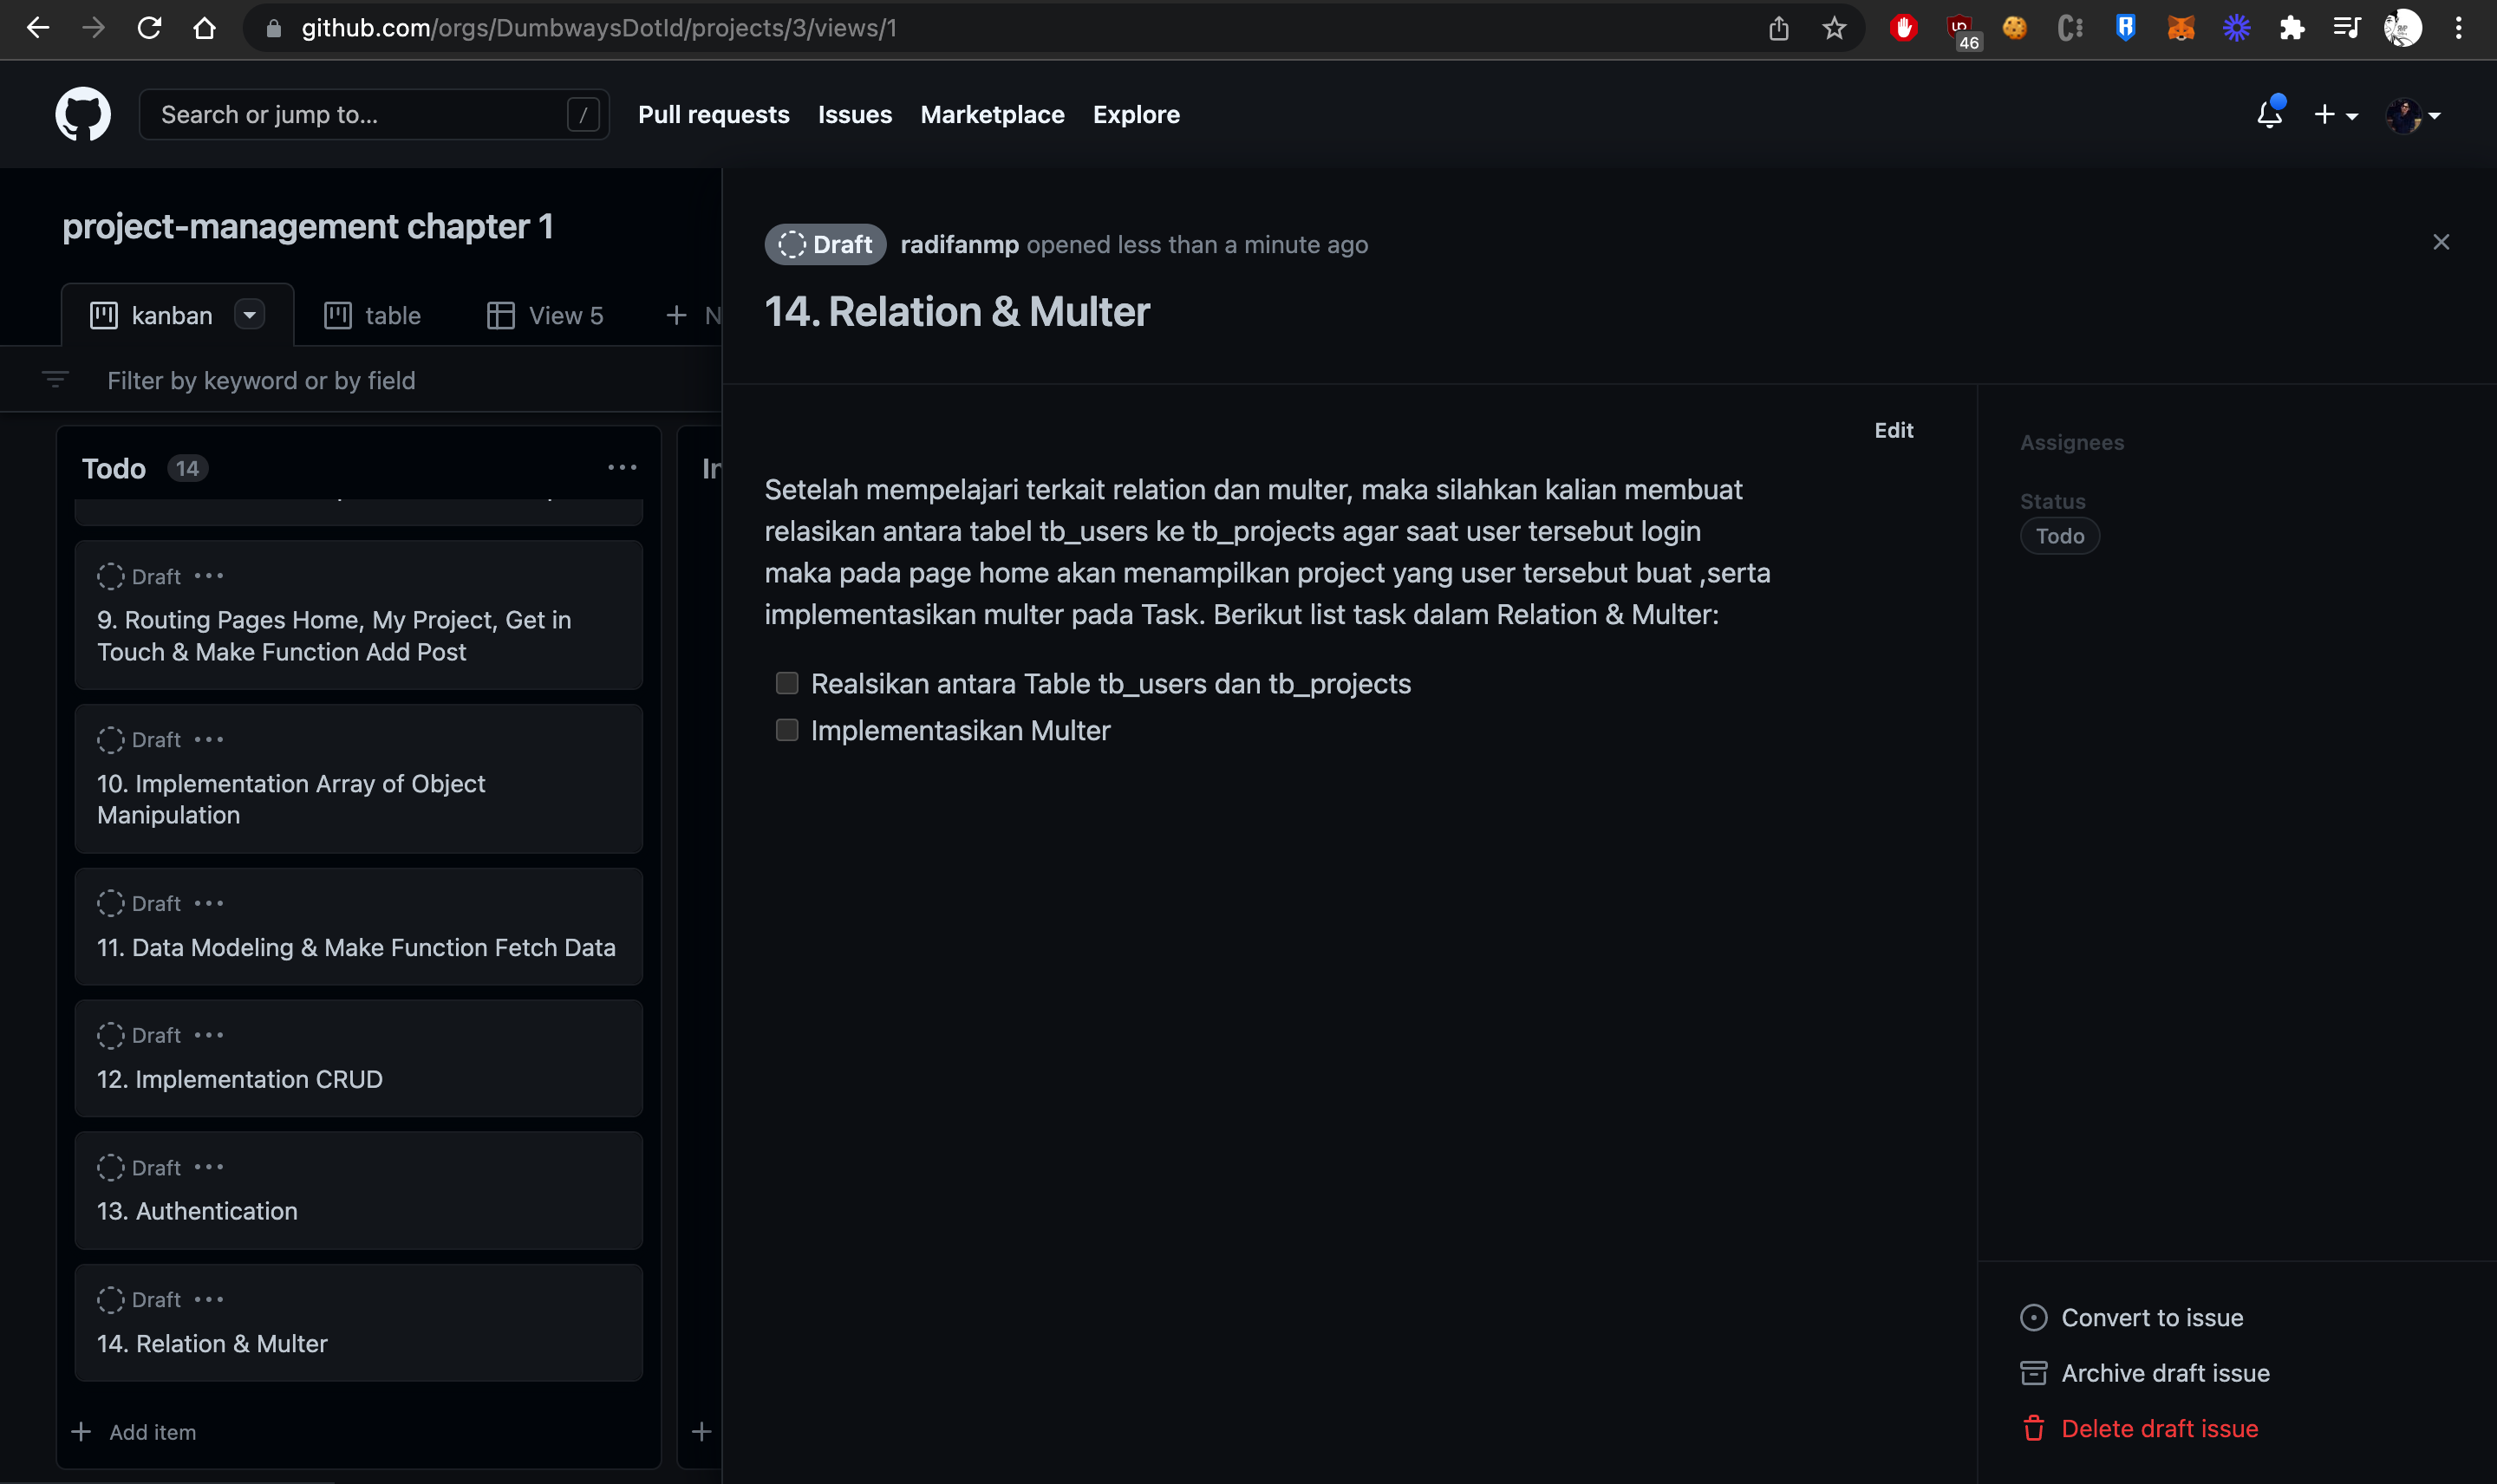 github.com/orgs/DumbwaysDotId/projects/3/views/1
46
Search or jump to...
/
Pull requests
Issues
Marketplace
Explore
project-management chapter 1
kanban
table
View 5
Filter by keyword or by field
Todo
14
Draft
9. Routing Pages Home, My Project, Get in
Touch & Make Function Add Post
Draft
10. Implementation Array of Object
Manipulation
Draft
11. Data Modeling & Make Function Fetch Data
Draft
12. Implementation CRUD
Draft
13. Authentication
Draft
14. Relation & Multer
Add item
Draft
radifanmp opened less than a minute ago
14. Relation & Multer
Edit
Setelah mempelajari terkait relation dan multer, maka silahkan kalian membuat
relasikan antara tabel tb_users ke tb_projects agar saat user tersebut login
maka pada page home akan menampilkan project yang user tersebut buat ,serta
implementasikan multer pada Task. Berikut list task dalam Relation & Multer:
Realsikan antara Table tb_users dan tb_projects
Implementasikan Multer
Assignees
Status
Todo
Convert to issue
Archive draft issue
Delete draft issue